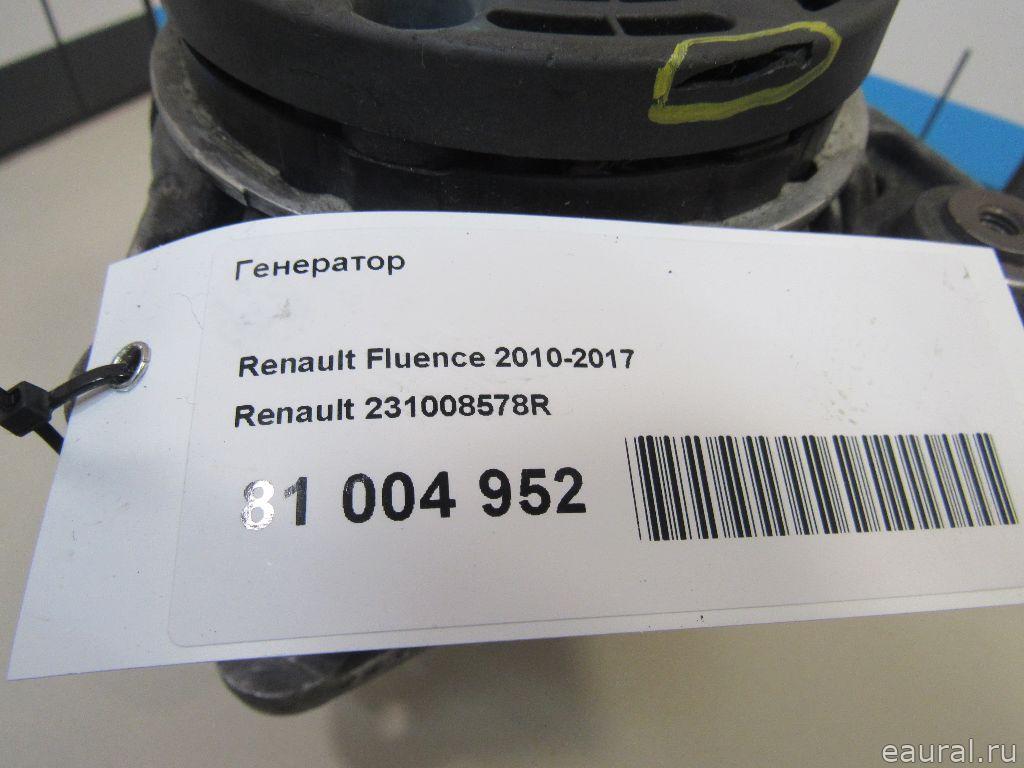 Генератор
Renault Fluence 2010-2017
Renault 231008578R
81 004 952
eaural.ru